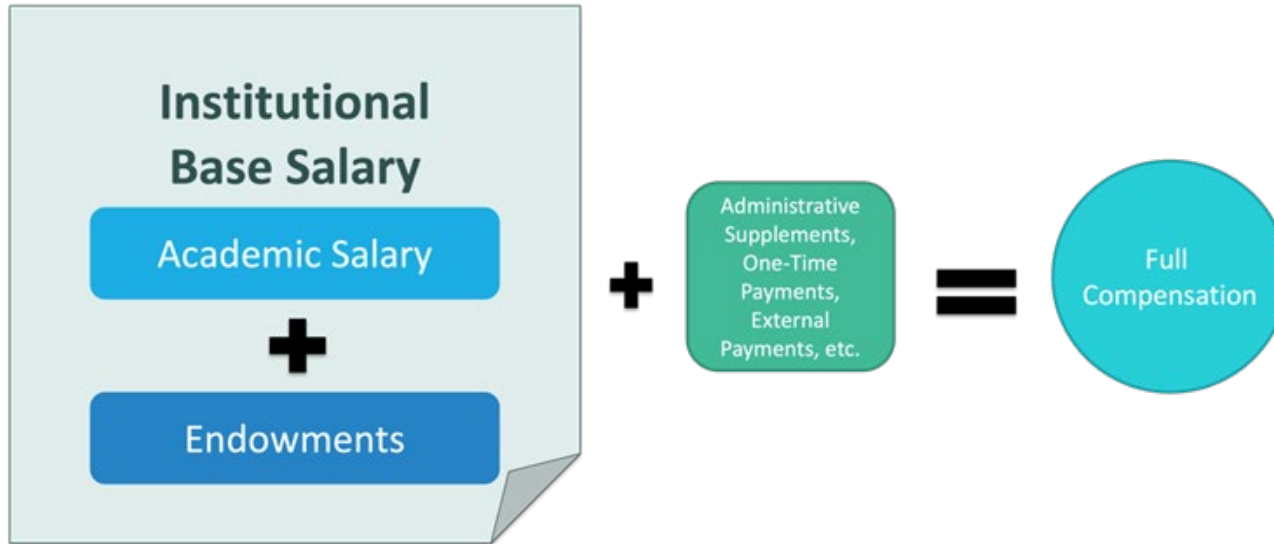 Institutional
Base Salary
Academic Salary
+
Endowments
+
Administrative
Supplements,
One-Time
Payments,
External
Payments, etc.
=
Full
Compensation